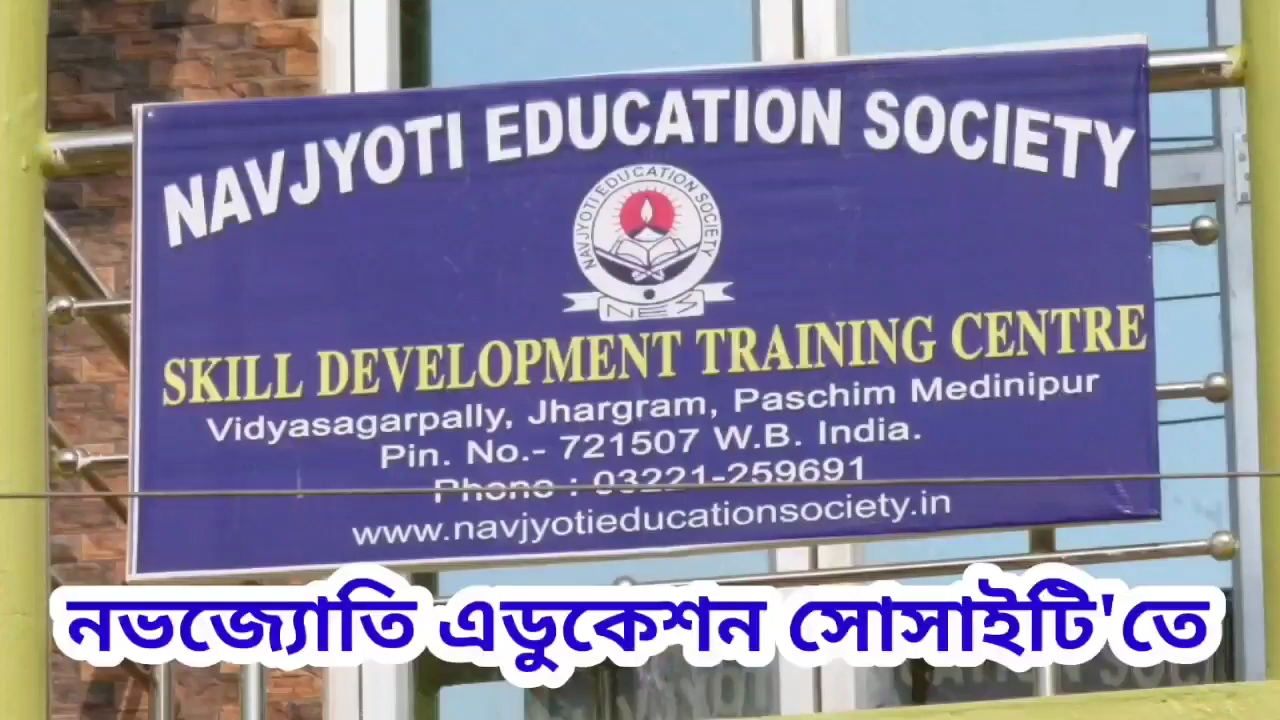 NAVJYOTI EDUCATION SOCIETY
NAVJYOTI EDUCATION SOCIETY
NES
SKILL DEVELOPMENT TRAINING CENTRE
Vidyasagarpally, Jhargram, Paschim Medinipur
Pin. No.- 721507 W.B. India.
Phone : 03221-259691
www.navjyotieducationsociety.in
নভজ্যোতি এডুকেশন সোসাইটি'তে